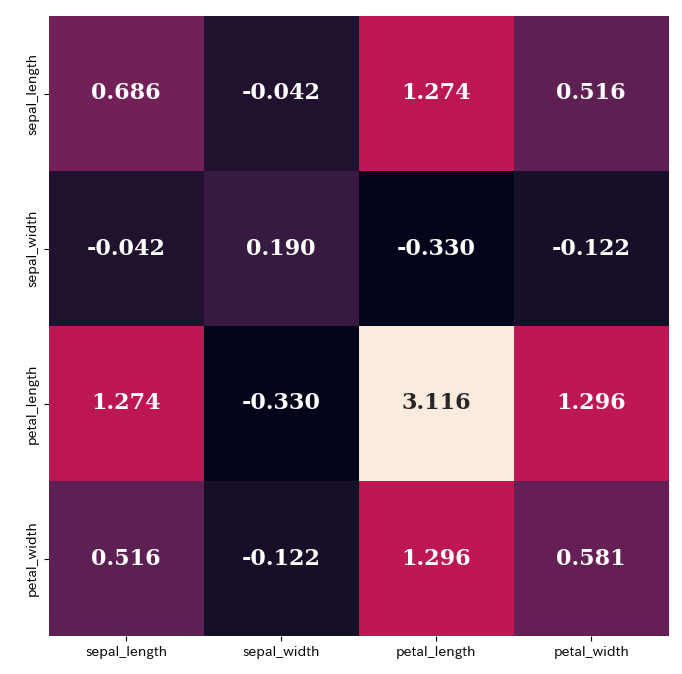 sepal_length 0.686 -0.042 1.274 0.516
sepal_width -0.042 0.190 -0.330 -0.122
petal_length 1.274 -0.330 3.116 1.296
petal_width 0.516 -0.122 1.296 0.581
sepal_length sepal_width petal_length petal_width